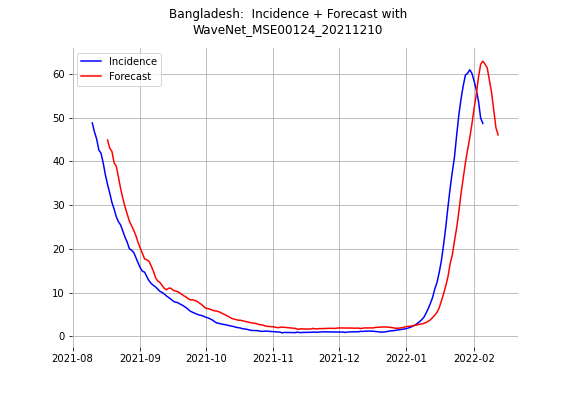 Bangladesh:  Incidence + Forecast with
WaveNet_MSE00124_20211210
Incidence
Forecast
60
50
40
30
20
10
0
2021-08 2021-09 2021-10 2021-11 2021-12 2022-01 2022-02